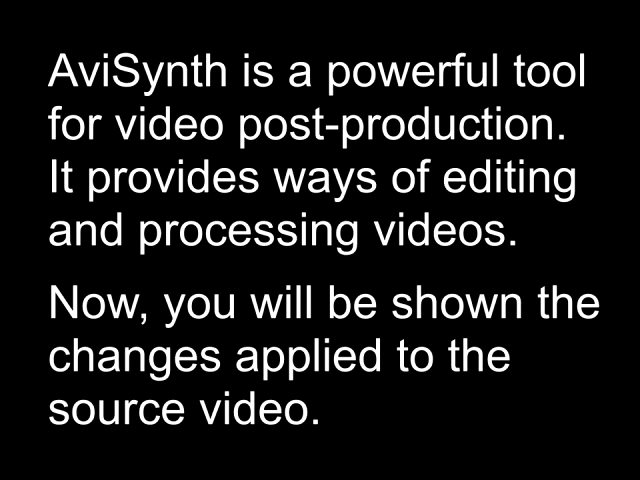 AviSynth is a powerful tool
for video post-production.
It provides ways of editing
and processing videos.
Now, you will be shown the
changes applied to the
source video.